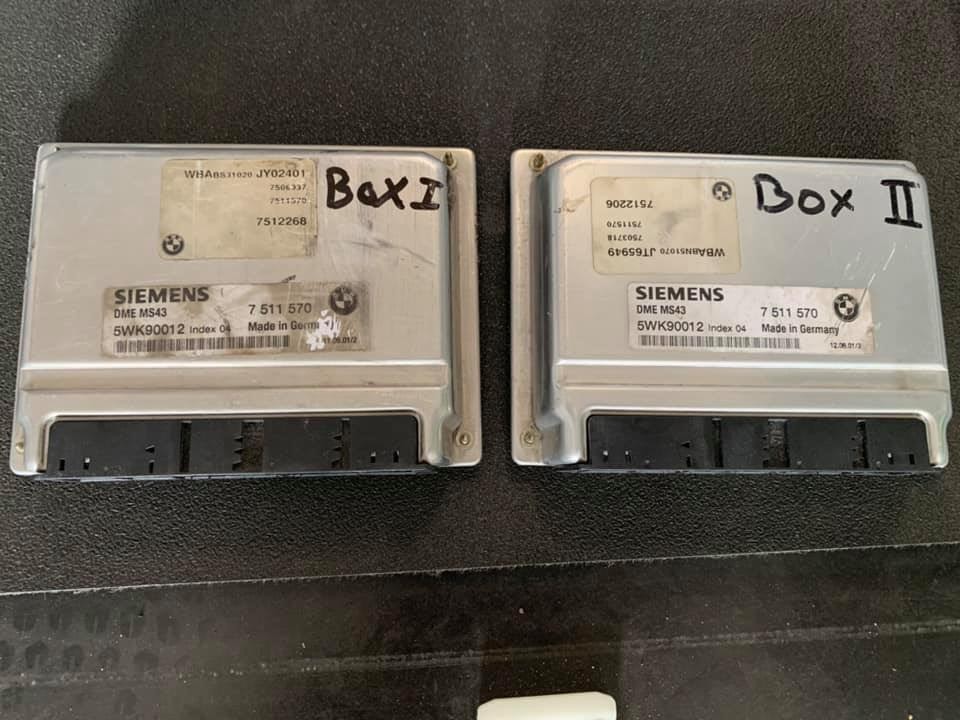 WBABS31020 JY02401
7506337
7511570
7512268
BOX I
SIEMENS
DME MS43
7 511 570
5WK90012 Index 04
Made in Germany
WBABN51070 JT65949
7503718
7511570
7512206
BOX II
SIEMENS
DME MS43
7 511 570
5WK90012 Index 04
Made in Germany
12.06.01/2